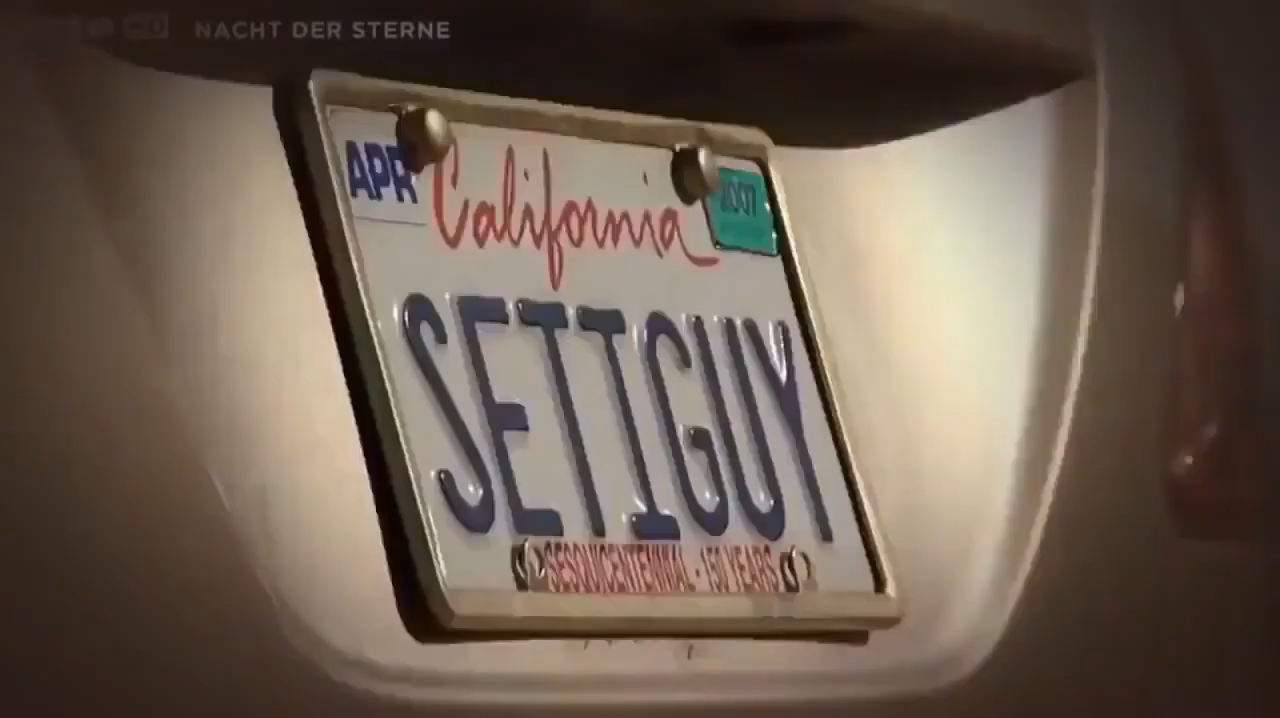 NACHT DER STERNE
APR California 2007
SETIGUY
SESQUICENTENNIAL - 150 YEARS